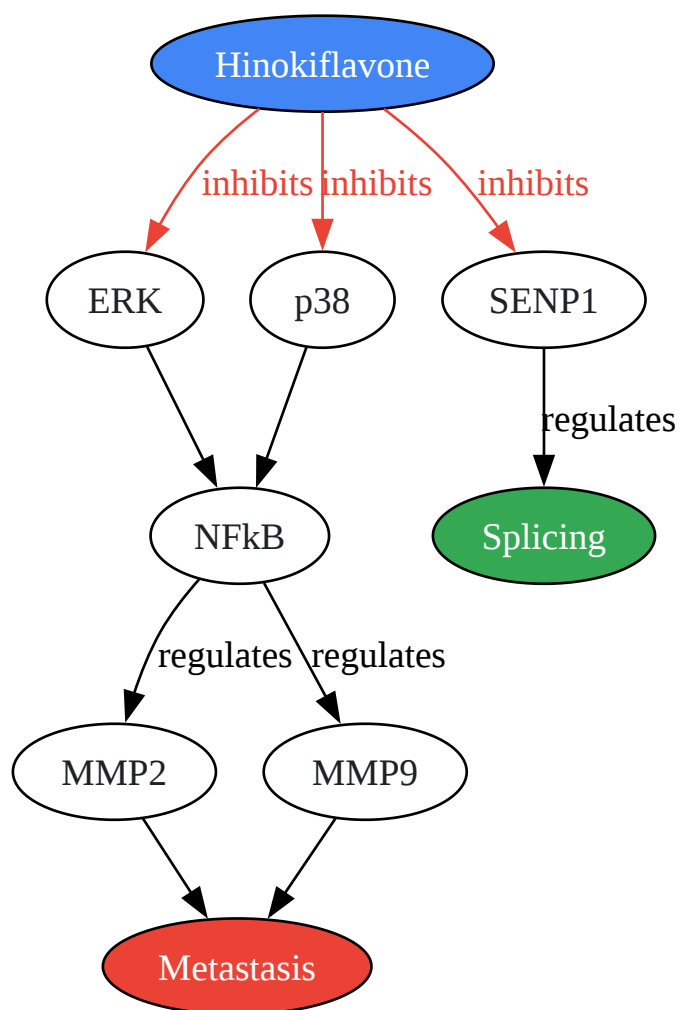 Hinokiflavone
inhibits inhibits inhibits
ERK p38 SENP1
regulates
NFkB Splicing
regulates regulates
MMP2 MMP9
Metastasis